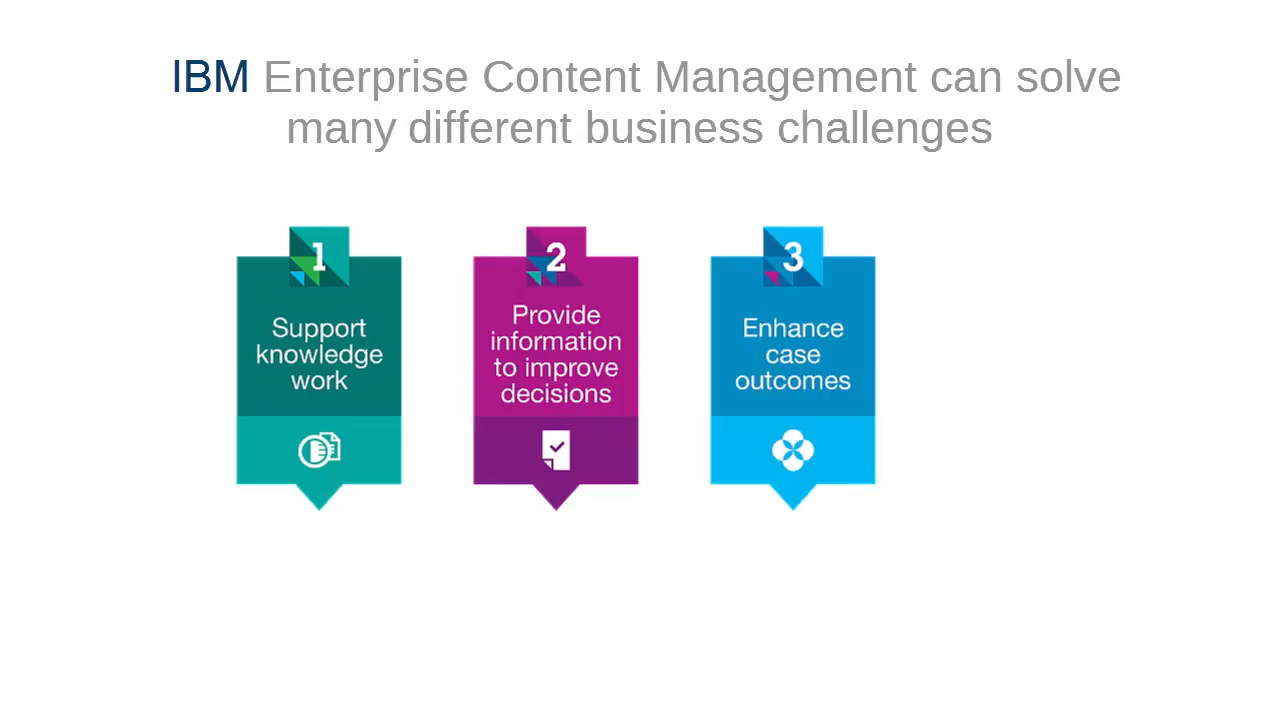 IBM Enterprise Content Management can solve
many different business challenges
1
Support
knowledge
work
2
Provide
information
to improve
decisions
3
Enhance
case
outcomes